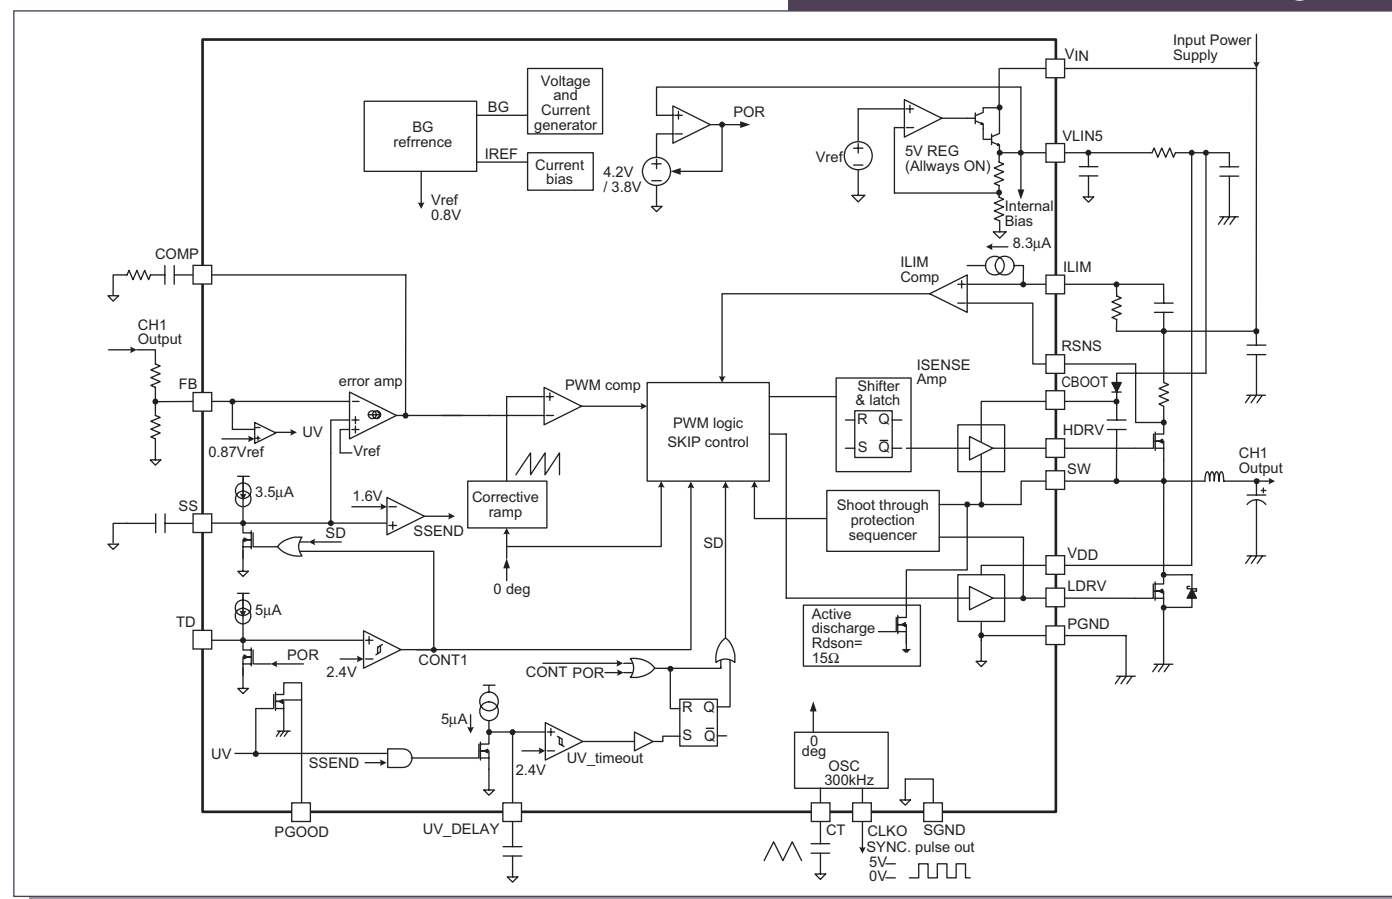 Input Power
Supply
VIN
Voltage
and
Current
generator
BG
BG
refrrence
POR
VLIN5
IREF
Current
bias
4.2V
/ 3.8V
Vref
5V REG
(Allways ON)
Vref
0.8V
Internal
Bias
8.3μA
COMP
ILIM
Comp
ILIM
CH1
Output
RSNS
FB
error amp
PWM comp
ISENSE
Amp
CBOOT
Shifter
& latch
R Q
S Q
PWM logic
SKIP control
HDRV
UV
0.87Vref
Vref
CH1
Output
SW
3.5μA
1.6V
Corrective
ramp
SS
SSEND
SD
Shoot through
protection
sequencer
SD
VDD
0 deg
LDRV
5μA
Active
discharge
Rdson=
15Ω
TD
PGND
POR
2.4V
CONT1
CONT POR
R Q
S Q
5μA
UV
SSEND
2.4V
UV_timeout
0
deg
OSC
300kHz
PGOOD
UV_DELAY
CT
CLKO
SGND
SYNC. pulse out
5V
0V